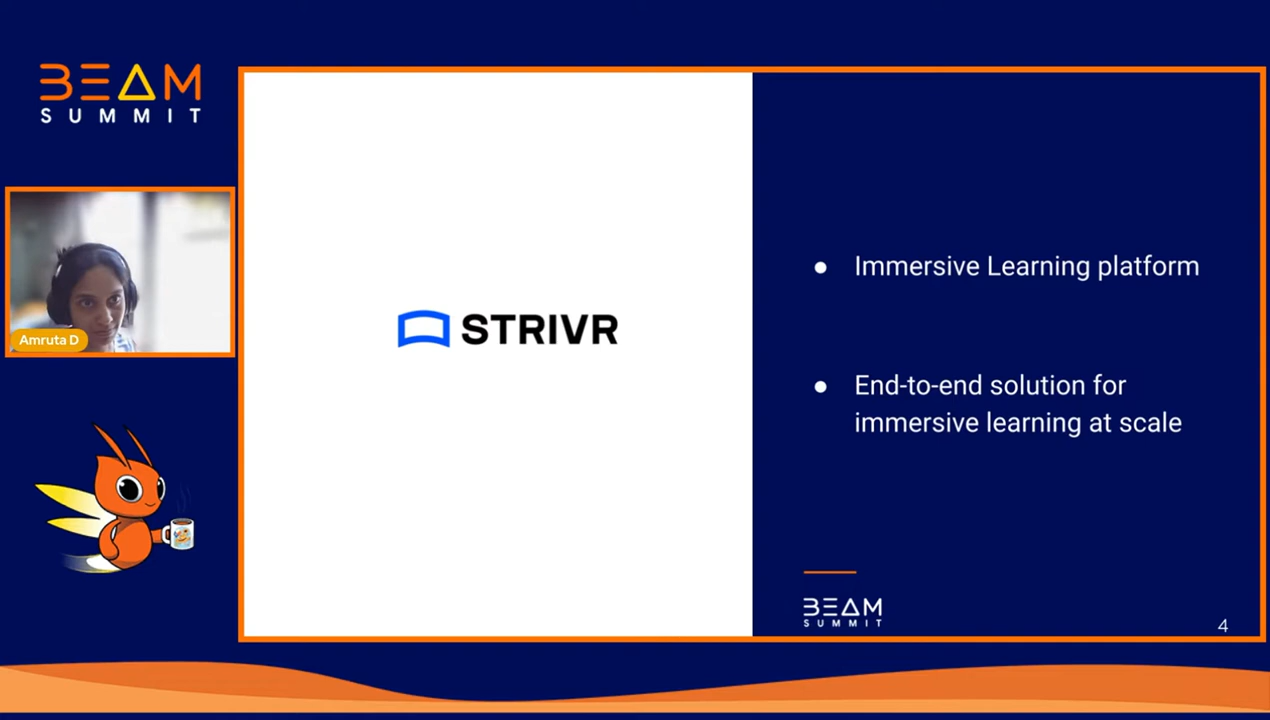 BEAM
SUMMIT
Amruta D
STRIVR
● Immersive Learning platform
● End-to-end solution for
immersive learning at scale
BEAM
SUMMIT
4